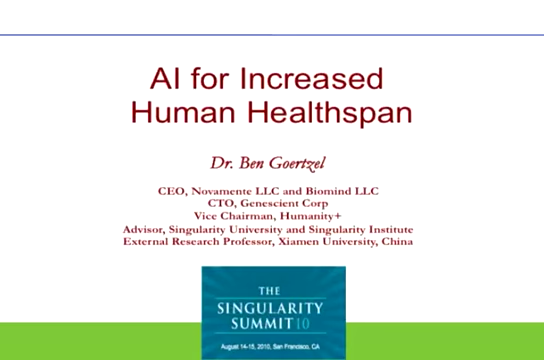 AI for Increased
Human Healthspan
Dr. Ben Goertzel
CEO, Novamente LLC and Biomind LLC
CTO, Genescient Corp
Vice Chairman, Humanity+
Advisor, Singularity University and Singularity Institute
External Research Professor, Xiamen University, China
THE
SINGULARITY
SUMMIT10
August 14-15, 2010, San Francisco, CA